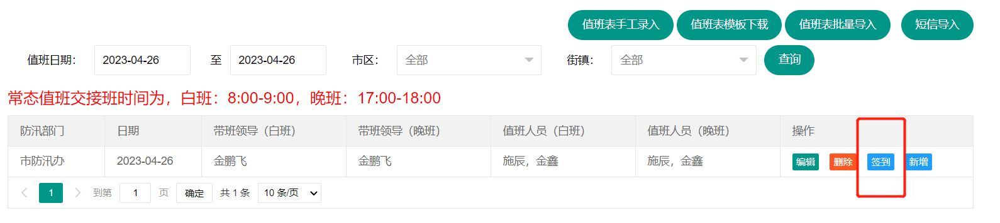 值班表手工录入 值班表模板下载 值班表批量导入 短信导入
值班日期： 2023-04-26 至 2023-04-26 市区： 全部 街镇： 全部 查询
常态值班交接班时间为，白班：8:00-9:00，晚班：17:00-18:00
防汛部门 日期 带班领导（白班） 带班领导（晚班） 值班人员（白班） 值班人员（晚班） 操作
市防汛办 2023-04-26 金鹏飞 金鹏飞 施辰，金鑫 施辰，金鑫 编辑 删除 签到 新增
1 到第 1 页 确定 共 1 条 10 条/页